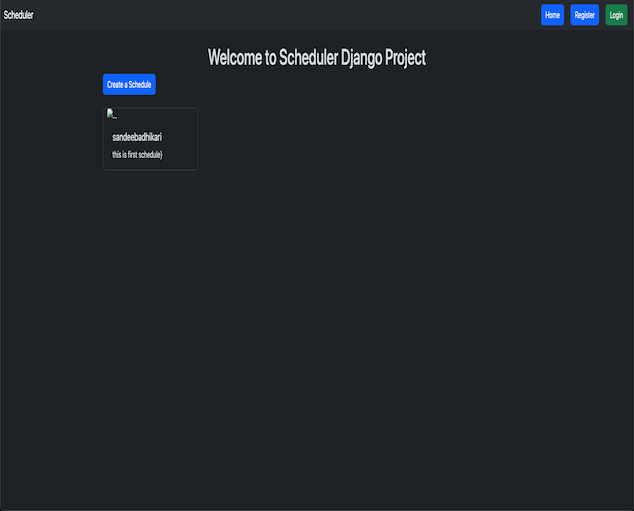 Scheduler
Home
Register
Login
Welcome to Scheduler Django Project
Create a Schedule
sandeebadhikari
this is first schedule}